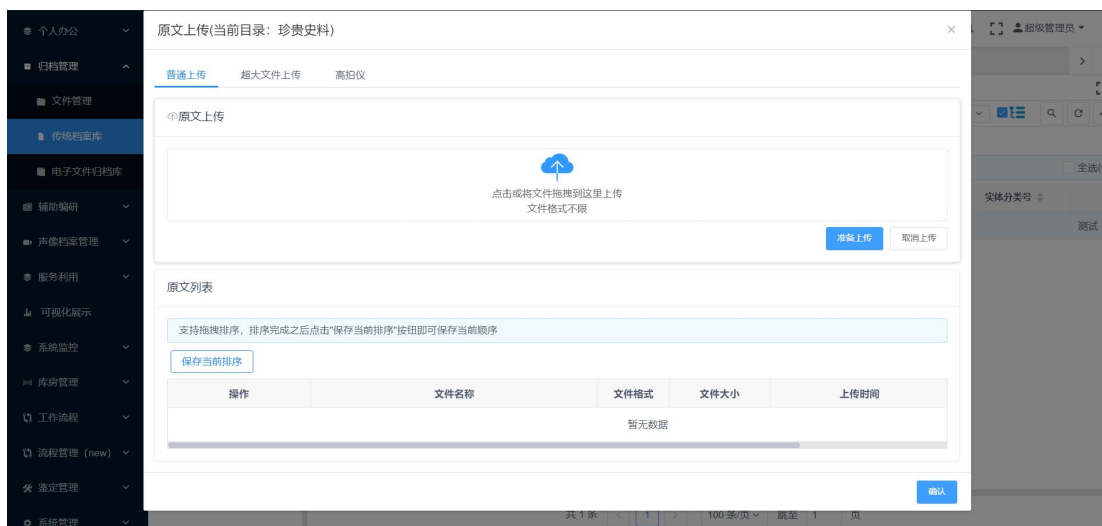 个人办公
归档管理
文件管理
传统档案库
电子文件归档库
辅助编研
声像档案管理
服务利用
可视化展示
系统监控
库房管理
工作流程
流程管理（new）
鉴定管理
系统管理
原文上传(当前目录：珍贵史料)
普通上传 超大文件上传 高拍仪
原文上传
点击或将文件拖拽到这里上传
文件格式不限
准备上传 取消上传
原文列表
支持拖拽排序，排序完成之后点击"保存当前排序"按钮即可保存当前顺序
保存当前排序
操作 文件名称 文件格式 文件大小 上传时间
暂无数据
确认
超级管理员
全选(
实体分类号
测试
共 1 条 1 100 条/页 跳至 1 页